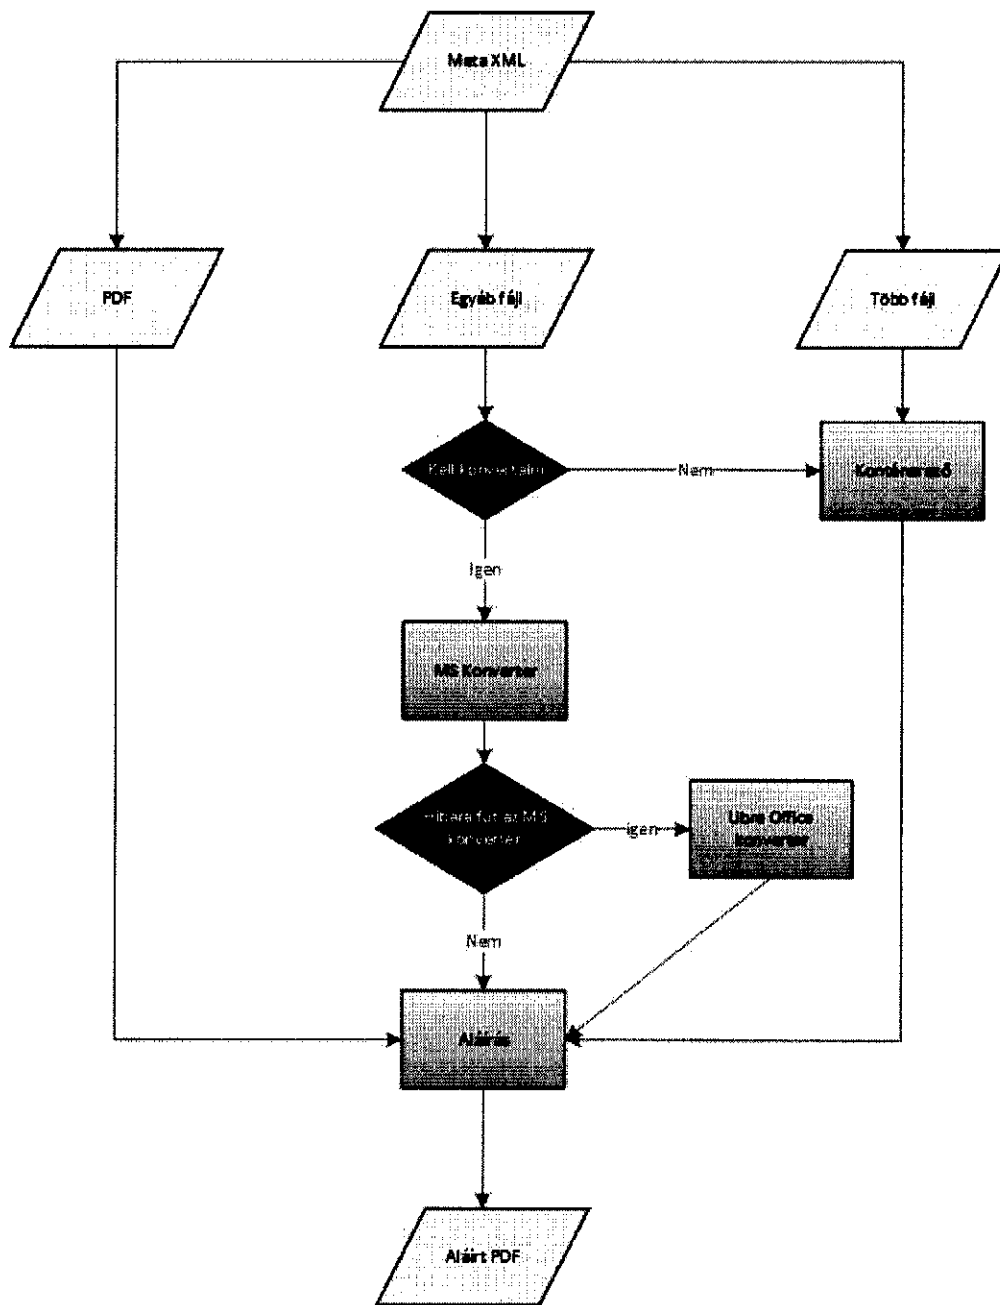 Meta XML
PDF
Egyéb fájl
Több fájl
Kell konvertálni
Nem
Konténerező
Igen
MS Konverter
Hibára fut az MS
konverter
igen
Libre Office
konverter
Nem
Aláírás
Aláírt PDF